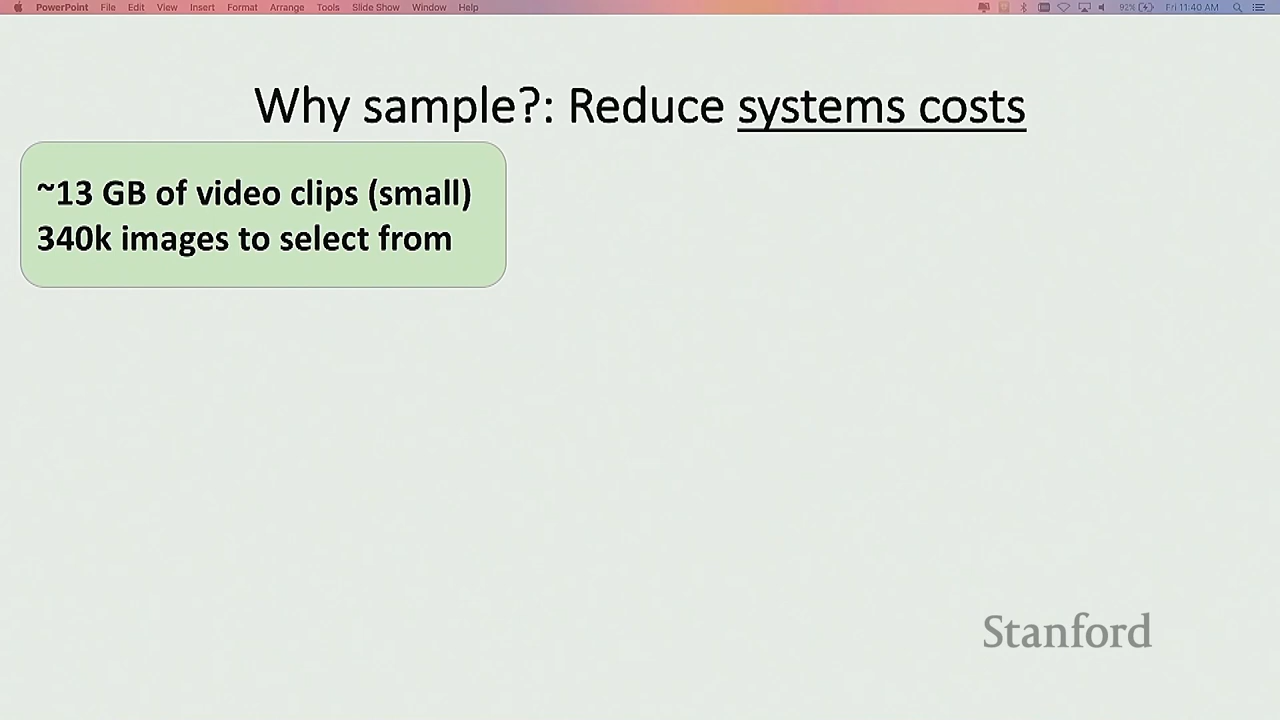 PowerPoint File Edit View Insert Format Arrange Tools Slide Show Window Help 92% Fri 11:40 AM
Why sample?: Reduce systems costs
~13 GB of video clips (small)
340k images to select from
Stanford